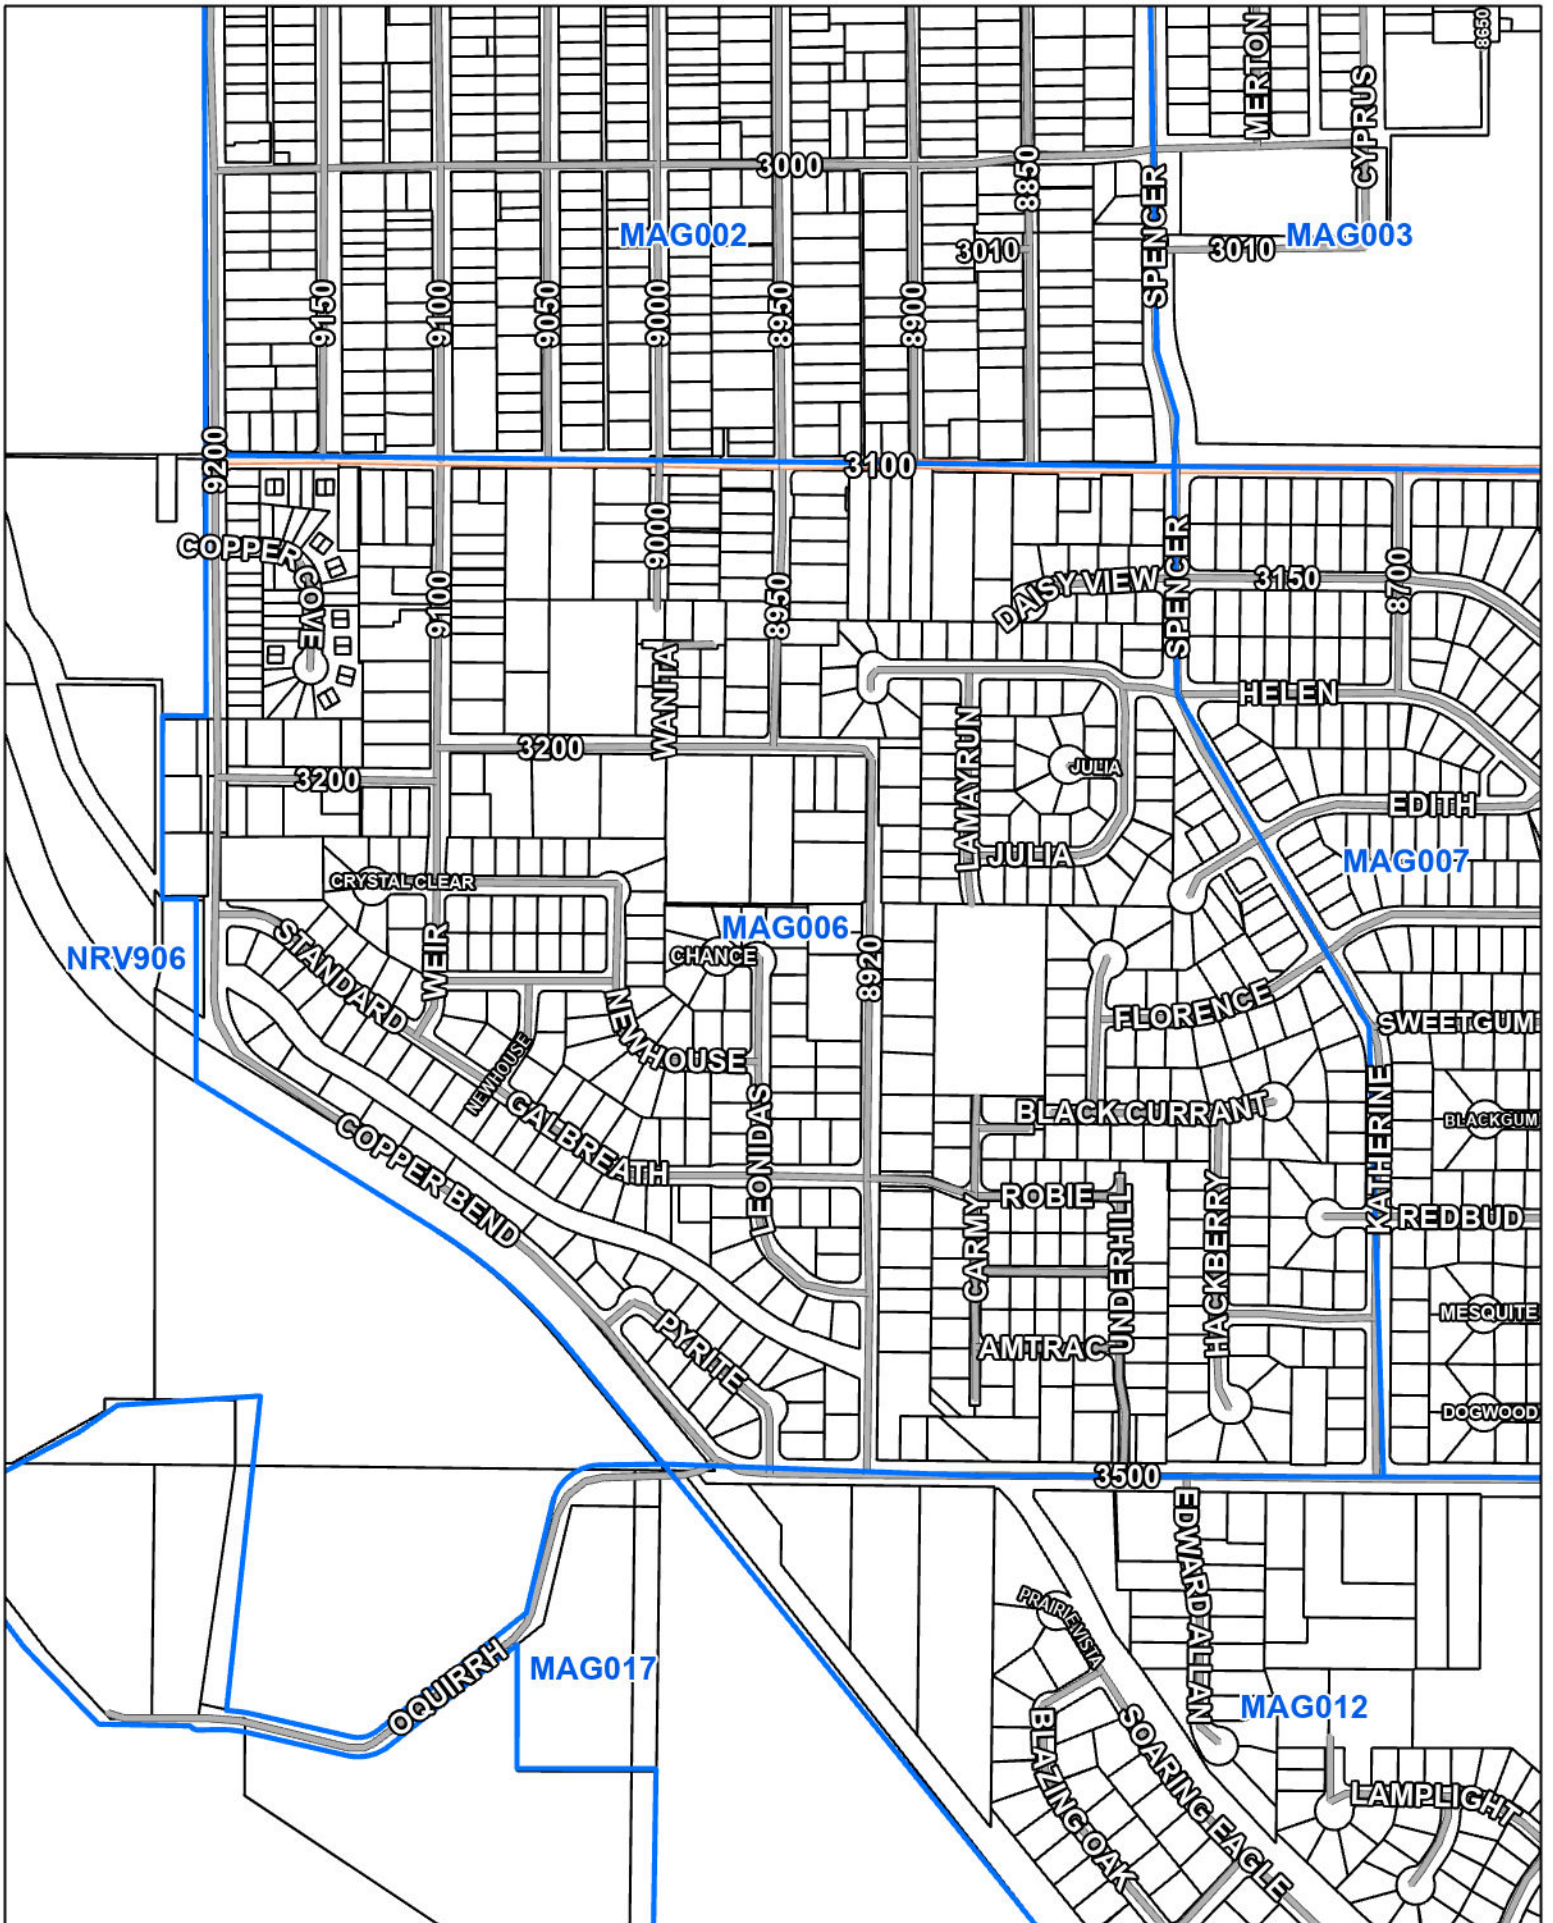 8650
MERTON
CYPRUS
3000
8850
SPENCER
MAG002
MAG003
3010
3010
9150
9100
9050
9000
8950
8900
9200
3100
9000
SPENCER
COPPER COVE
9100
8950
DAISY VIEW
3150
8700
WANITA
HELEN
3200
LAMAYRUN
JULIA
3200
EDITH
JULIA
MAG007
CRYSTAL CLEAR
MAG006
STANDARD
WEIR
CHANCE
NRV906
8920
FLORENCE
SWEETGUM
NEWHOUSE
NEWHOUSE
KATHERINE
GALBREATH
BLACK CURRANT
BLACKGUM
COPPER BEND
LEONIDAS
ROBIE
REDBUD
CARMY
UNDERHILL
HACKBERRY
MESQUITE
PYRITE
AMTRAC
DOGWOOD
3500
EDWARD ALLAN
PRAIRIE VISTA
OQUIRRH
MAG017
MAG012
BLAZING OAK
SOARING EAGLE
LAMPLIGHT